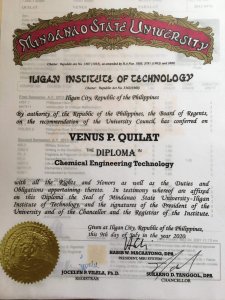 MINDANAO STATE UNIVERSITY
ILIGAN INSTITUTE OF TECHNOLOGY
Iligan City, Republic of the Philippines
By authority of the Republic of the Philippines, the Board of Regents,
on the recommendation of the University Council has conferred on
VENUS P. QUILAT
THE DIPLOMA IN
Chemical Engineering Technology
with all the Rights and Honors as well as the Duties and
Obligations appertaining thereto. In testimony whereof are affixed
on this Diploma the Seal of Mindanao State University-Iligan
Institute of Technology, and the signatures of the President of the
University and of the Chancellor and the Registrar of the Institute.
Given at Iligan City, Republic of the Philippines,
this 9th day of July in the year 2020.
HABIB W. MACAAYONG, DPA
JOCELYN P. VILELA, Ph.D.
REGISTRAR
SUKARNO D. TANGGOL, DPA
CHANCELLOR